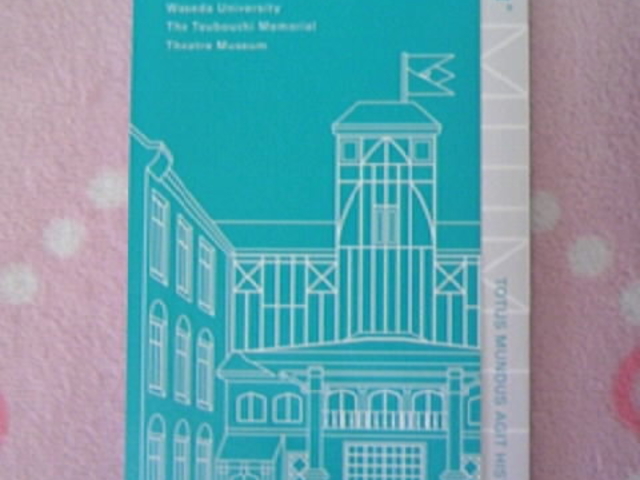 Waseda University
The Tsubouchi Memorial
Theatre Museum
TOTUS MUNDUS AGIT HIS